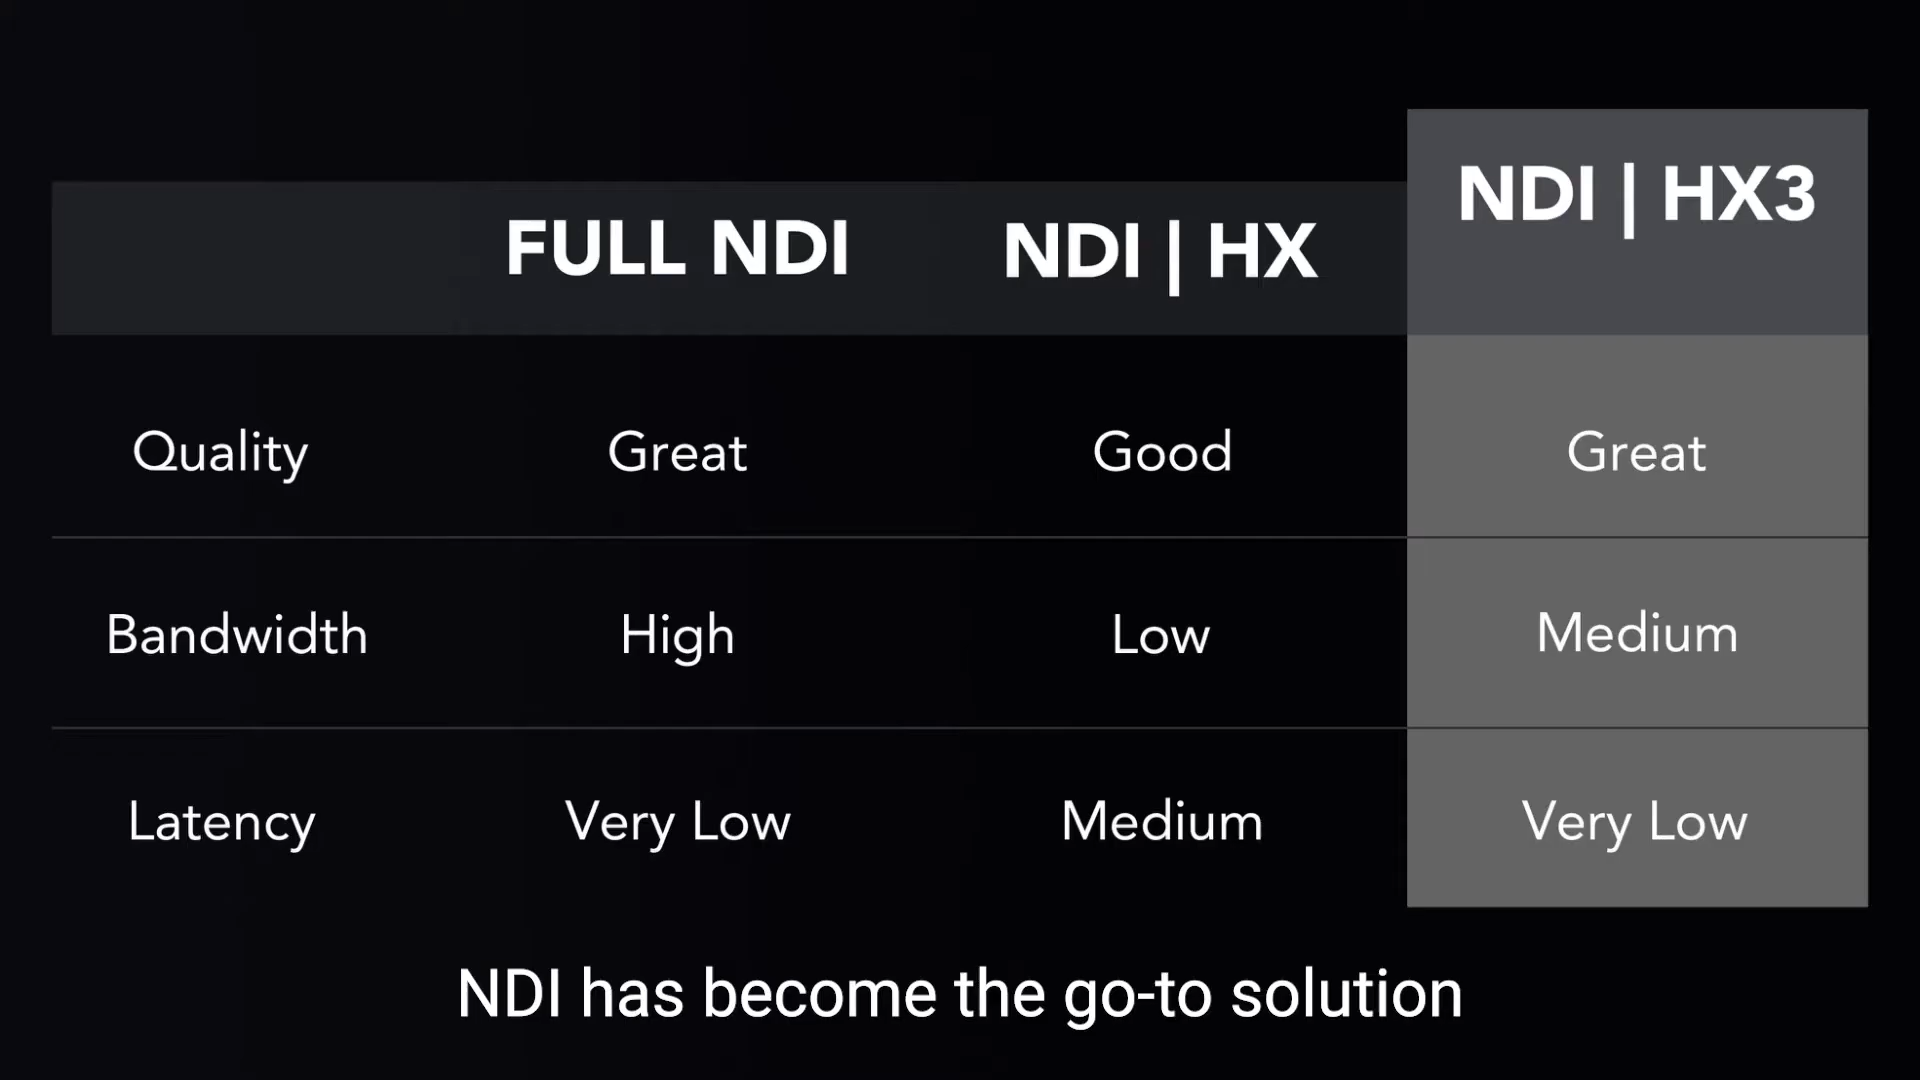 FULL NDI NDI | HX NDI | HX3
Quality Great Good Great
Bandwidth High Low Medium
Latency Very Low Medium Very Low
NDI has become the go-to solution